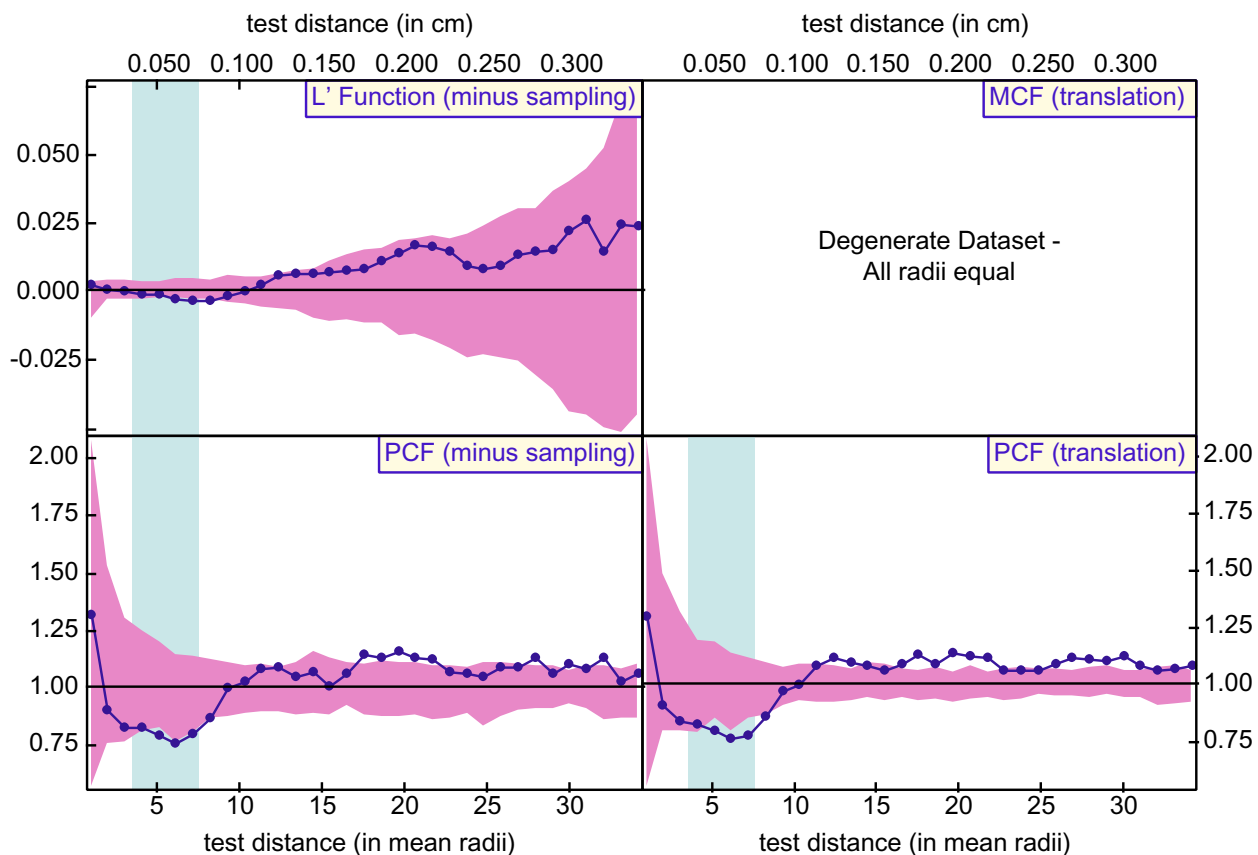 test distance (in cm)
test distance (in cm)
0.050 0.100 0.150 0.200 0.250 0.300
0.050 0.100 0.150 0.200 0.250 0.300
L' Function (minus sampling)
0.050
0.025
0.000
-0.025
MCF (translation)
Degenerate Dataset -
All radii equal
PCF (minus sampling)
2.00
1.75
1.50
1.25
1.00
0.75
PCF (translation)
2.00
1.75
1.50
1.25
1.00
0.75
5 10 15 20 25 30
5 10 15 20 25 30
test distance (in mean radii)
test distance (in mean radii)